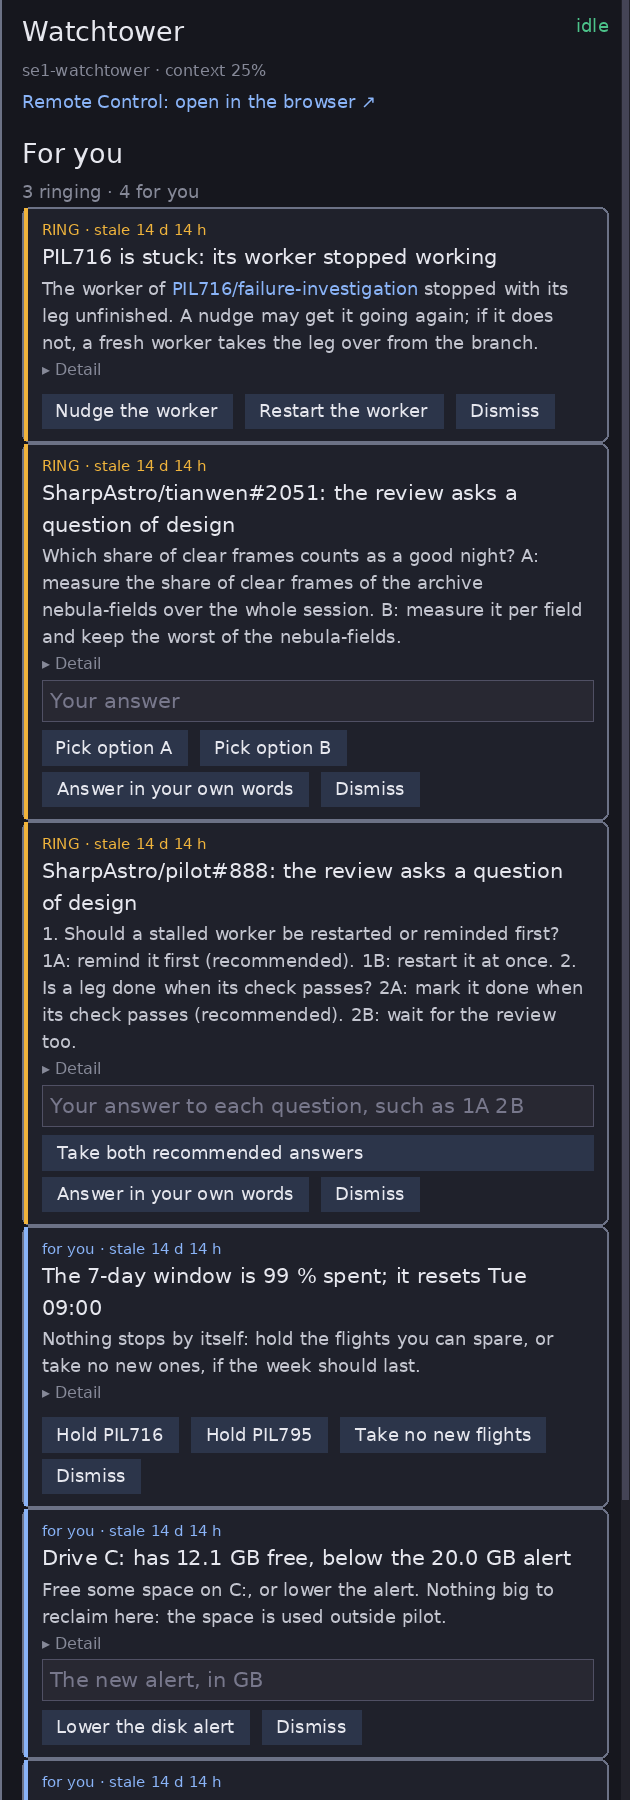 Watchtower
idle
se1-watchtower · context 25%
Remote Control: open in the browser ↗
For you
3 ringing · 4 for you
RING · stale 14 d 14 h
PIL716 is stuck: its worker stopped working
The worker of PIL716/failure-investigation stopped with its
leg unfinished. A nudge may get it going again; if it does
not, a fresh worker takes the leg over from the branch.
▸ Detail
Nudge the worker Restart the worker Dismiss
RING · stale 14 d 14 h
SharpAstro/tianwen#2051: the review asks a
question of design
Which share of clear frames counts as a good night? A:
measure the share of clear frames of the archive
nebula-fields over the whole session. B: measure it per field
and keep the worst of the nebula-fields.
▸ Detail
Your answer
Pick option A Pick option B
Answer in your own words Dismiss
RING · stale 14 d 14 h
SharpAstro/pilot#888: the review asks a question
of design
1. Should a stalled worker be restarted or reminded first?
1A: remind it first (recommended). 1B: restart it at once. 2.
Is a leg done when its check passes? 2A: mark it done when
its check passes (recommended). 2B: wait for the review
too.
▸ Detail
Your answer to each question, such as 1A 2B
Take both recommended answers
Answer in your own words Dismiss
for you · stale 14 d 14 h
The 7-day window is 99 % spent; it resets Tue
09:00
Nothing stops by itself: hold the flights you can spare, or
take no new ones, if the week should last.
▸ Detail
Hold PIL716 Hold PIL795 Take no new flights
Dismiss
for you · stale 14 d 14 h
Drive C: has 12.1 GB free, below the 20.0 GB alert
Free some space on C:, or lower the alert. Nothing big to
reclaim here: the space is used outside pilot.
▸ Detail
The new alert, in GB
Lower the disk alert Dismiss
for you · stale 14 d 14 h